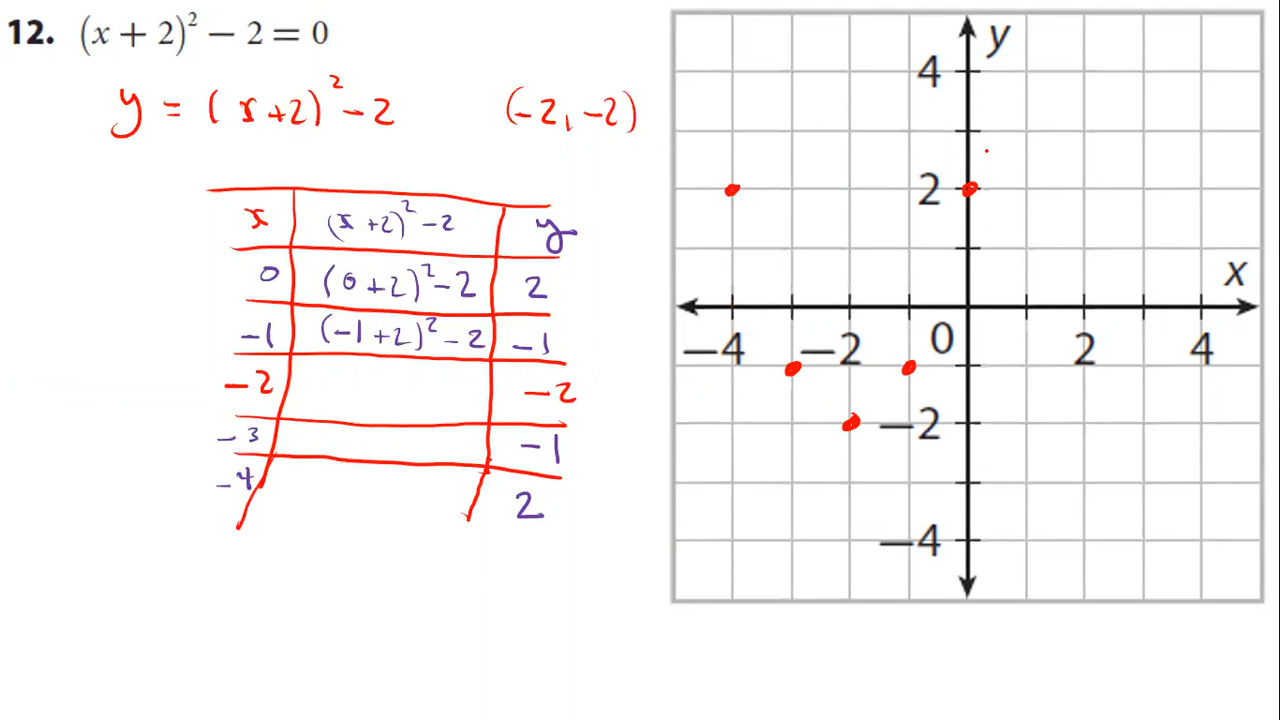 12. (x + 2)² − 2 = 0
y = (x+2)² − 2 (−2, −2)
x (x+2)² − 2 y
0 (0+2)² − 2 2
−1 (−1+2)² − 2 −1
−2 −2
−3 −1
−4 2
y
4
2
x
−4 −2 0 2 4
−2
−4